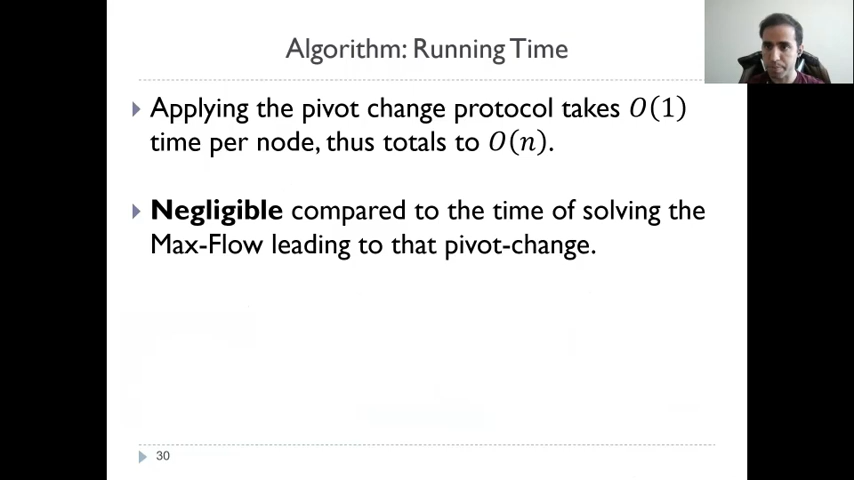 Algorithm: Running Time
Applying the pivot change protocol takes O(1)
time per node, thus totals to O(n).
Negligible compared to the time of solving the
Max-Flow leading to that pivot-change.
30